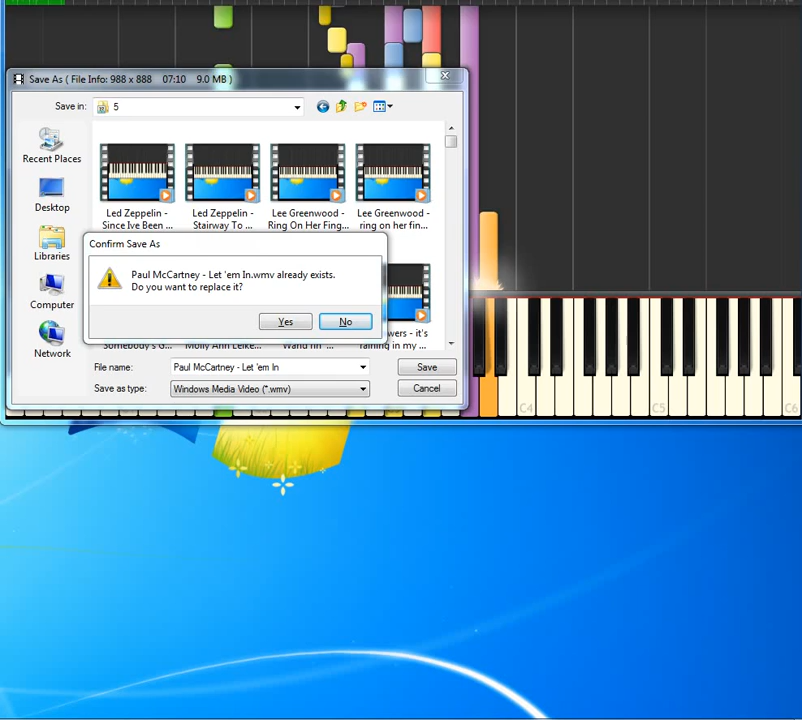 Save As ( File Info: 988 x 888    07:10    9.0 MB )
Save in:
5
Recent Places
Desktop
Libraries
Computer
Network
Led Zeppelin -
Since Ive Been ...
Led Zeppelin -
Stairway To ...
Lee Greenwood -
Ring On Her Fing...
Lee Greenwood -
ring on her fin...
Confirm Save As
Paul McCartney - Let 'em In.wmv already exists.
Do you want to replace it?
Yes
No
Somebody's G...
Molly Ann Leike...
- it's
raining in my ...
File name:
Paul McCartney - Let 'em In
Save
Save as type:
Windows Media Video (*.wmv)
Cancel
C4
C5
C6